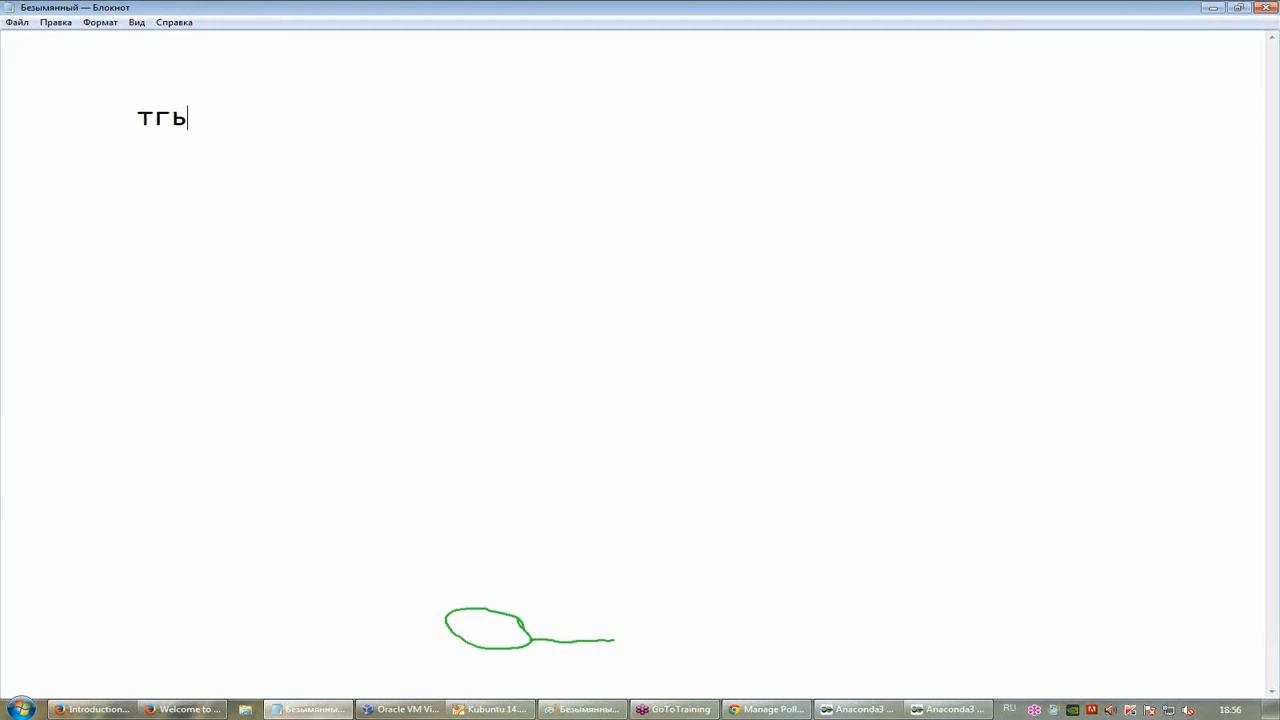 Безымянный — Блокнот
Файл Правка Формат Вид Справка
тгь
Introduction... Welcome to ... Безымянны... Oracle VM Vi... Kubuntu 14.... Безымянны... GoToTraining Manage Poll... Anaconda3 ... Anaconda3 ... RU 18:56